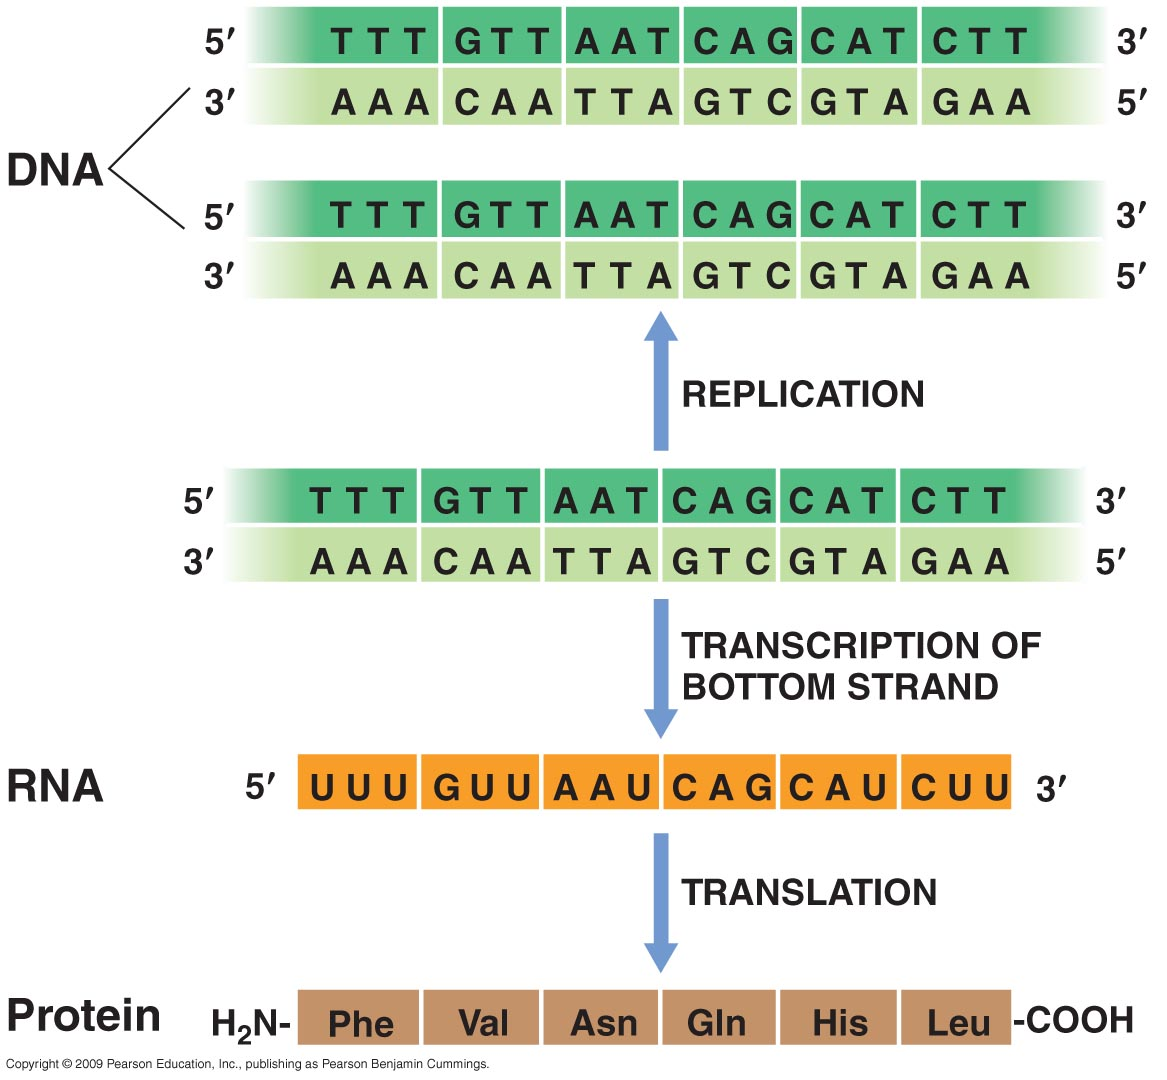 5′ TTT GTT AAT CAG CAT CTT 3′
3′ AAA CAA TTA GTC GTA GAA 5′
DNA
5′ TTT GTT AAT CAG CAT CTT 3′
3′ AAA CAA TTA GTC GTA GAA 5′
REPLICATION
5′ TTT GTT AAT CAG CAT CTT 3′
3′ AAA CAA TTA GTC GTA GAA 5′
TRANSCRIPTION OF
BOTTOM STRAND
RNA 5′ UUU GUU AAU CAG CAU CUU 3′
TRANSLATION
Protein H₂N- Phe Val Asn Gln His Leu -COOH
Copyright © 2009 Pearson Education, Inc., publishing as Pearson Benjamin Cummings.